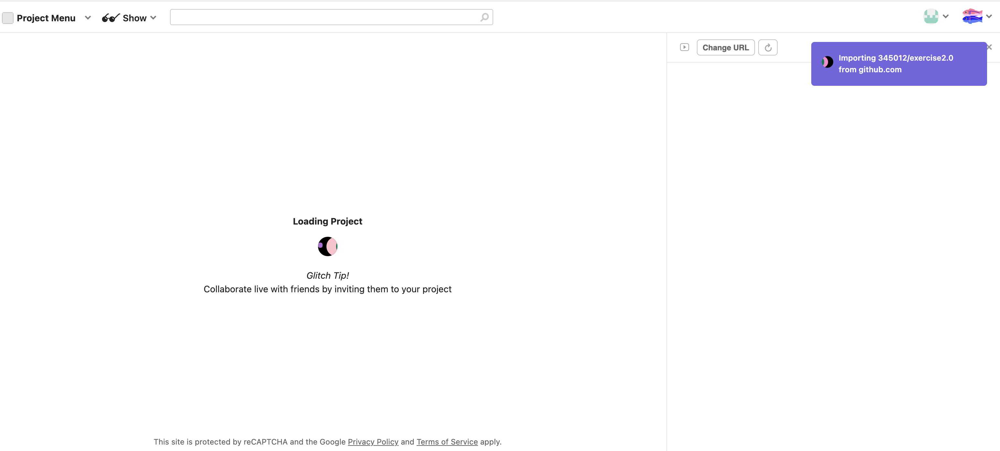 Project Menu
Show
Change URL
Importing 345012/exercise2.0
from github.com
Loading Project
Glitch Tip!
Collaborate live with friends by inviting them to your project
This site is protected by reCAPTCHA and the Google Privacy Policy and Terms of Service apply.